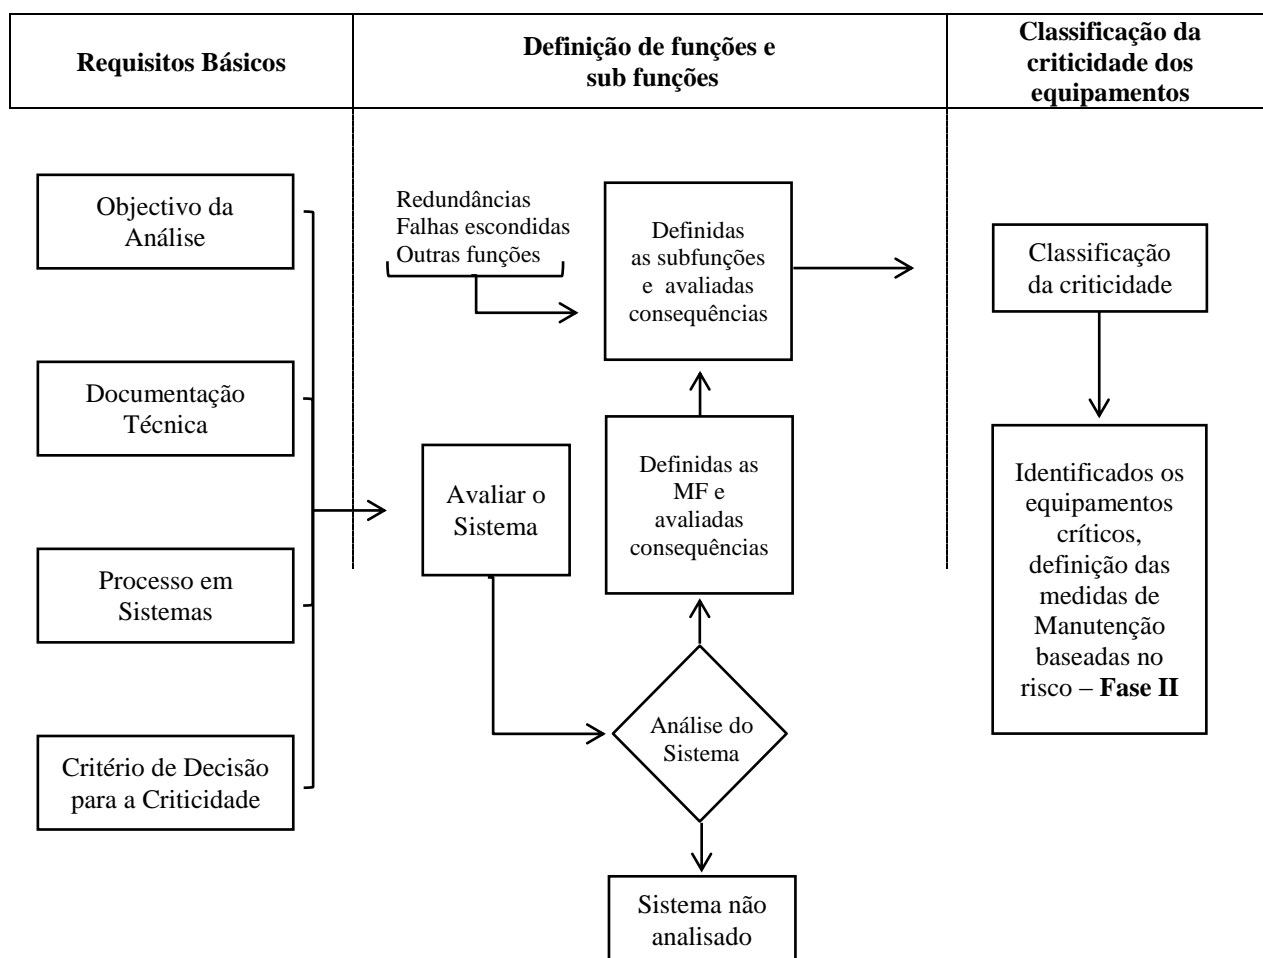 Requisitos Básicos
Definição de funções e
sub funções
Classificação da
criticidade dos
equipamentos
Objectivo da
Análise
Documentação
Técnica
Processo em
Sistemas
Critério de Decisão
para a Criticidade
Redundâncias
Falhas escondidas
Outras funções
Definidas
as subfunções
e avaliadas
consequências
Avaliar o
Sistema
Definidas as
MF e
avaliadas
consequências
Análise do
Sistema
Sistema não
analisado
Classificação
da criticidade
Identificados os
equipamentos
críticos,
definição das
medidas de
Manutenção
baseadas no
risco – Fase II